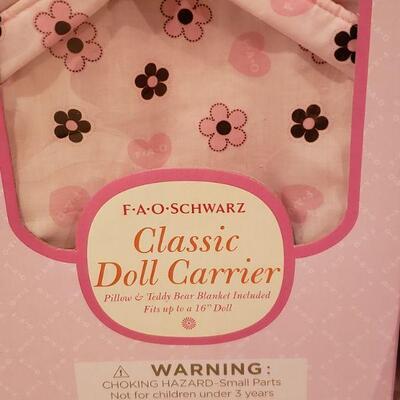 F·A·O
F·A·O
F·A·O·SCHWARZ
Classic
Doll Carrier
Pillow & Teddy Bear Blanket Included
Fits up to a 16" Doll
⚠ WARNING:
CHOKING HAZARD-Small Parts
Not for children under 3 years